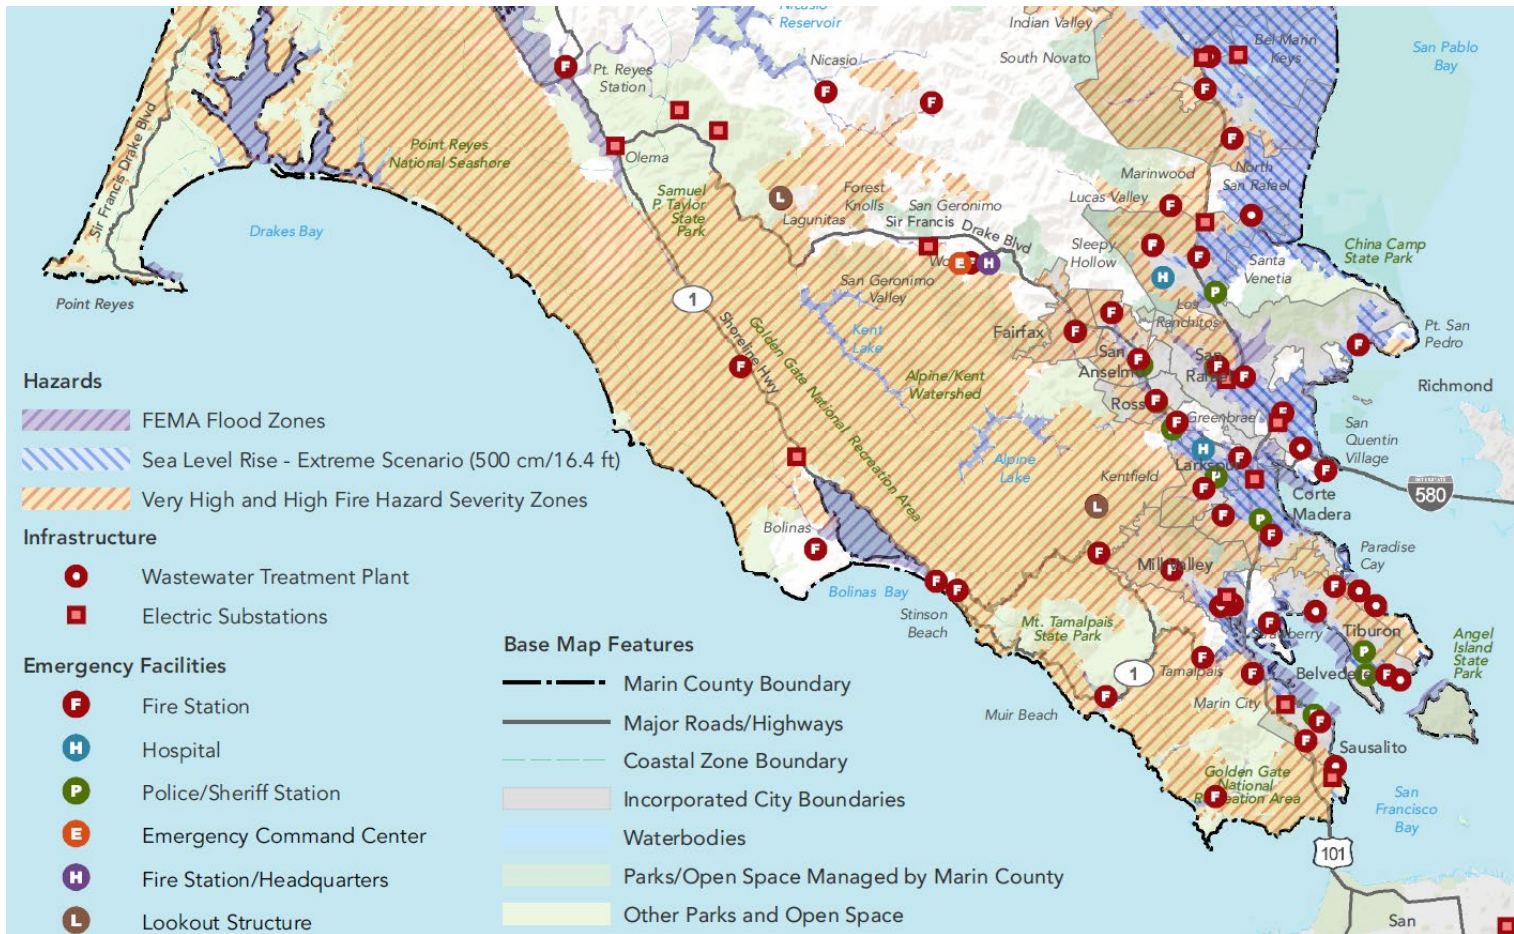 Nicasio
Reservoir
Indian Valley
South Novato
Bel Marin
Keys
San Pablo
Bay
Nicasio
Pt. Reyes
Station
Sir Francis Drake Blvd
Point Reyes
National Seashore
Olema
Samuel
P. Taylor
State
Park
Forest
Knolls
Lagunitas
San Geronimo
Sir Francis Drake Blvd
Marinwood
Lucas Valley
North
San Rafael
Sleepy
Hollow
Santa
Venetia
China Camp
State Park
Drakes Bay
Point Reyes
San Geronimo
Valley
Los
Ranchitos
1
Shoreline Hwy
Golden Gate National Recreation Area
Kent
Lake
Alpine/Kent
Watershed
Fairfax
San
Anselmo
San
Rafael
Ross
Greenbrae
Pt. San
Pedro
Richmond
San
Quentin
Village
580
Alpine
Lake
Kentfield
Larkspur
Corte
Madera
Paradise
Cay
Bolinas
Bolinas Bay
Stinson
Beach
Mill Valley
Mt. Tamalpais
State Park
Strawberry
Tiburon
Angel
Island
State
Park
1
Tamalpais
Belvedere
Muir Beach
Marin City
Sausalito
Golden Gate
National
Recreation Area
San
Francisco
Bay
101
San
Hazards
FEMA Flood Zones
Sea Level Rise - Extreme Scenario (500 cm/16.4 ft)
Very High and High Fire Hazard Severity Zones
Infrastructure
Wastewater Treatment Plant
Electric Substations
Emergency Facilities
F Fire Station
H Hospital
P Police/Sheriff Station
E Emergency Command Center
H Fire Station/Headquarters
L Lookout Structure
Base Map Features
Marin County Boundary
Major Roads/Highways
Coastal Zone Boundary
Incorporated City Boundaries
Waterbodies
Parks/Open Space Managed by Marin County
Other Parks and Open Space